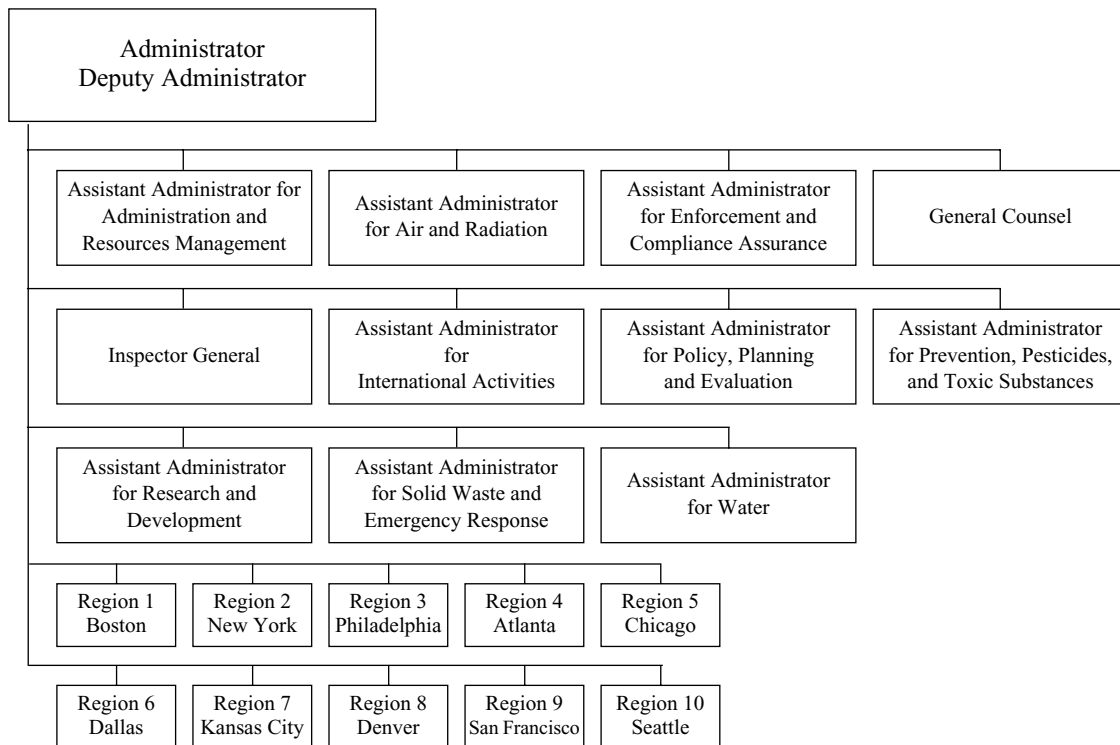 Administrator
Deputy Administrator
Assistant Administrator for
Administration and
Resources Management
Assistant Administrator
for Air and Radiation
Assistant Administrator
for Enforcement and
Compliance Assurance
General Counsel
Inspector General
Assistant Administrator
for
International Activities
Assistant Administrator
for Policy, Planning
and Evaluation
Assistant Administrator
for Prevention, Pesticides,
and Toxic Substances
Assistant Administrator
for Research and
Development
Assistant Administrator
for Solid Waste and
Emergency Response
Assistant Administrator
for Water
Region 1
Boston
Region 2
New York
Region 3
Philadelphia
Region 4
Atlanta
Region 5
Chicago
Region 6
Dallas
Region 7
Kansas City
Region 8
Denver
Region 9
San Francisco
Region 10
Seattle